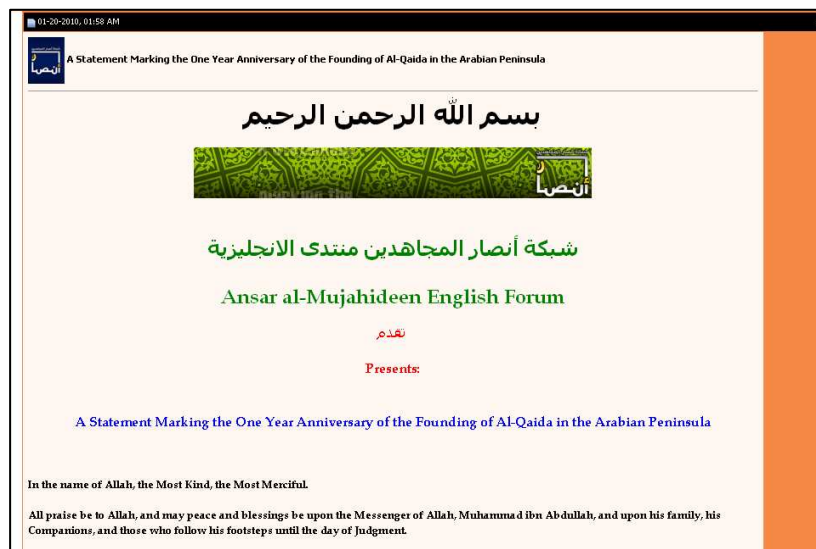 01-20-2010, 01:58 AM
أنصار
A Statement Marking the One Year Anniversary of the Founding of Al-Qaida in the Arabian Peninsula
بسم الله الرحمن الرحيم
أنصار
marking the
شبكة أنصار المجاهدين منتدى الانجليزية
Ansar al-Mujahideen English Forum
تقدم
Presents:
A Statement Marking the One Year Anniversary of the Founding of Al-Qaida in the Arabian Peninsula
In the name of Allah, the Most Kind, the Most Merciful.
All praise be to Allah, and may peace and blessings be upon the Messenger of Allah, Muhammad ibn Abdullah, and upon his family, his
Companions, and those who follow his footsteps until the day of Judgment.